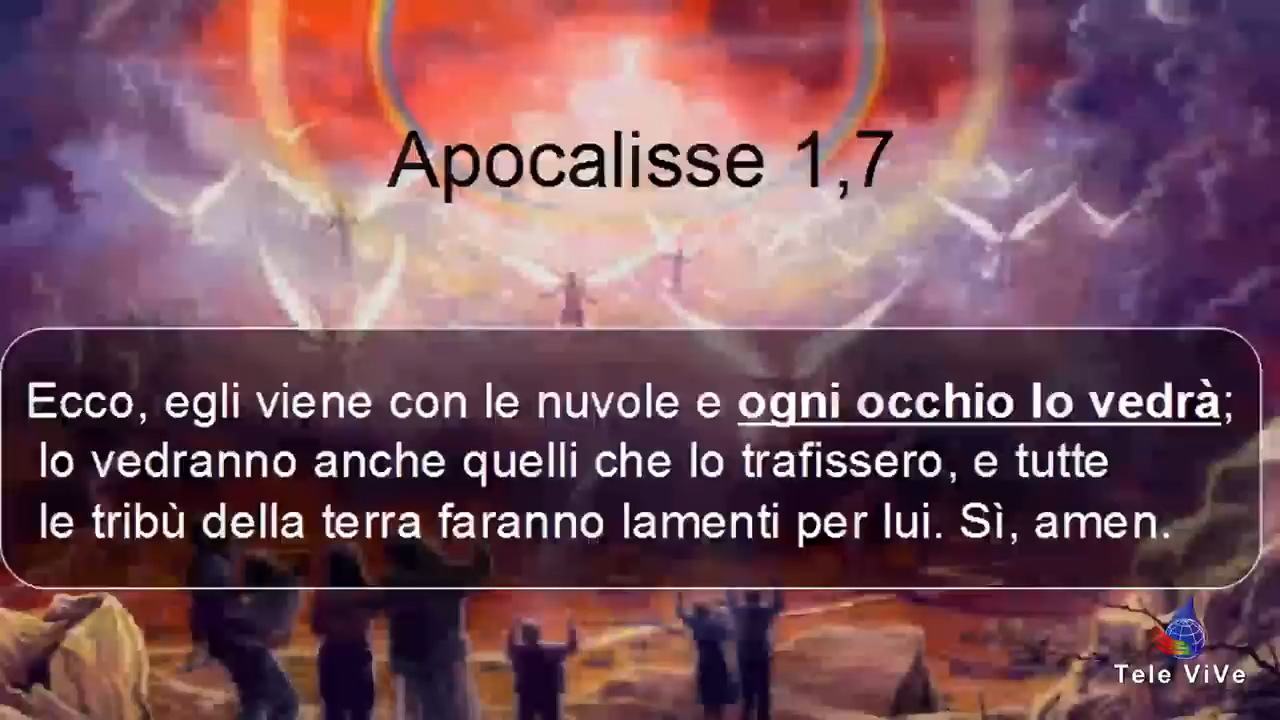 Apocalisse 1,7
Ecco, egli viene con le nuvole e ogni occhio lo vedrà;
lo vedranno anche quelli che lo trafissero, e tutte
le tribù della terra faranno lamenti per lui. Sì, amen.
Tele ViVe